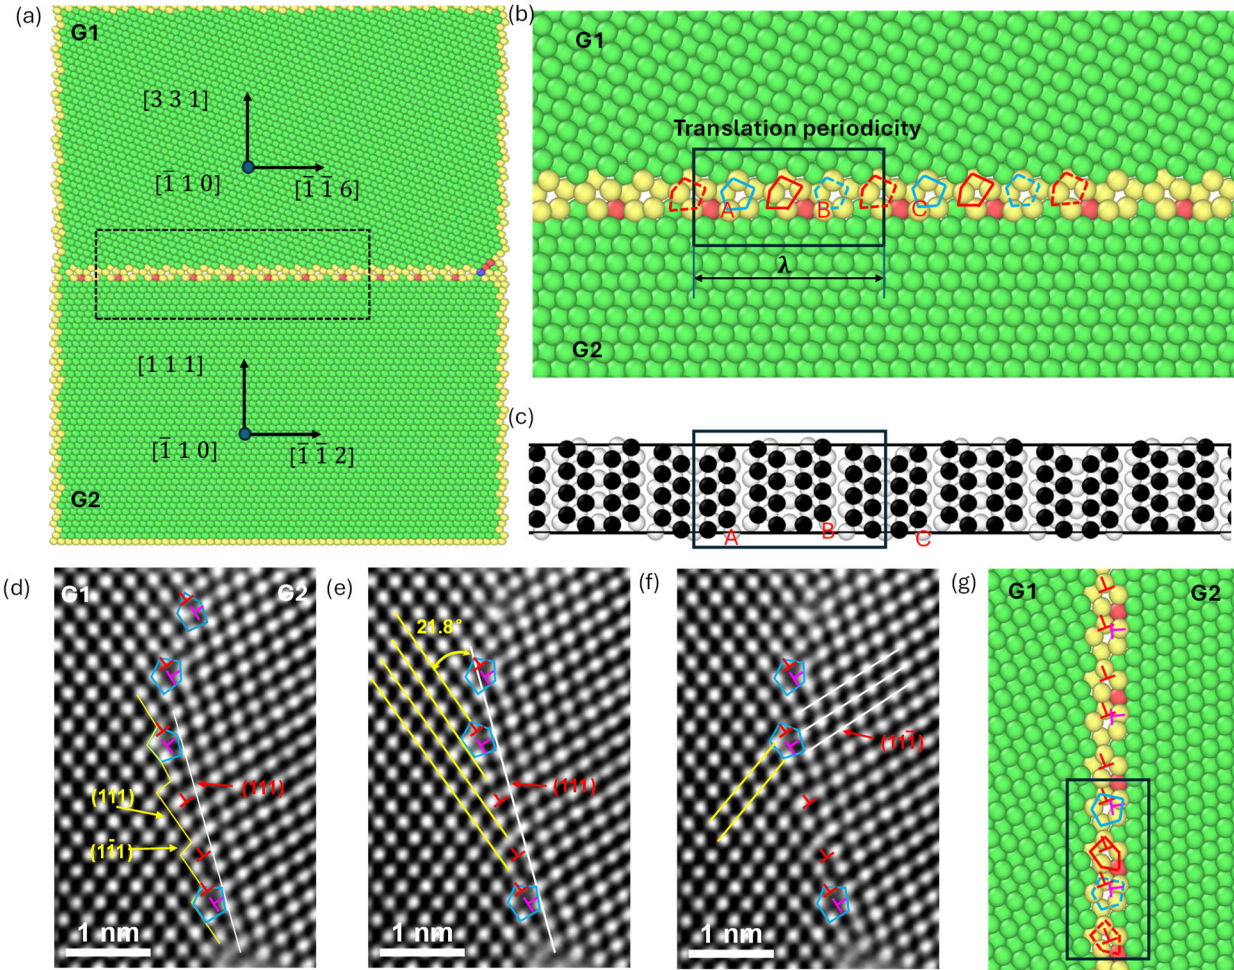 (a)
G1
[3 3 1]
[1̅ 1 0]
[1̅ 1̅ 6]
[1 1 1]
[1̅ 1 0]
[1̅ 1̅ 2]
G2
(b)
G1
Translation periodicity
A
B
C
λ
G2
(c)
A
B
C
(d)
G1
G2
(111)
(111)
(11̅1)
1 nm
(e)
21.8°
(111)
1 nm
(f)
(111̅)
1 nm
(g)
G1
G2